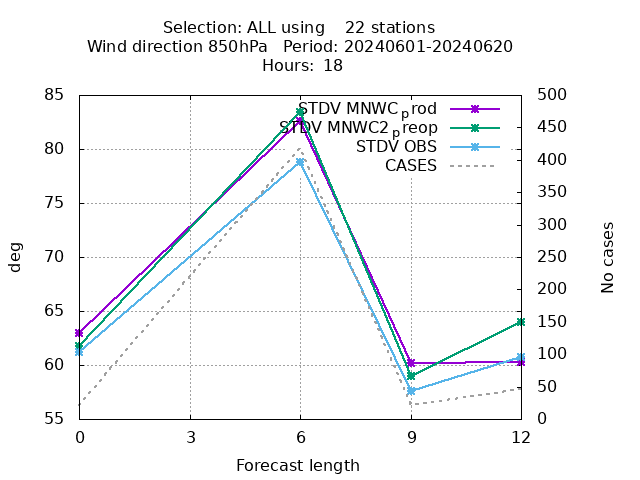 Selection: ALL using    22 stations
Wind direction 850hPa   Period: 20240601-20240620
Hours: 18
85
80
75
70
65
60
55
500
450
400
350
300
250
200
150
100
50
0
STDV MNWC_prod
STDV MNWC2_preop
STDV OBS
CASES
deg
No cases
0 3 6 9 12
Forecast length